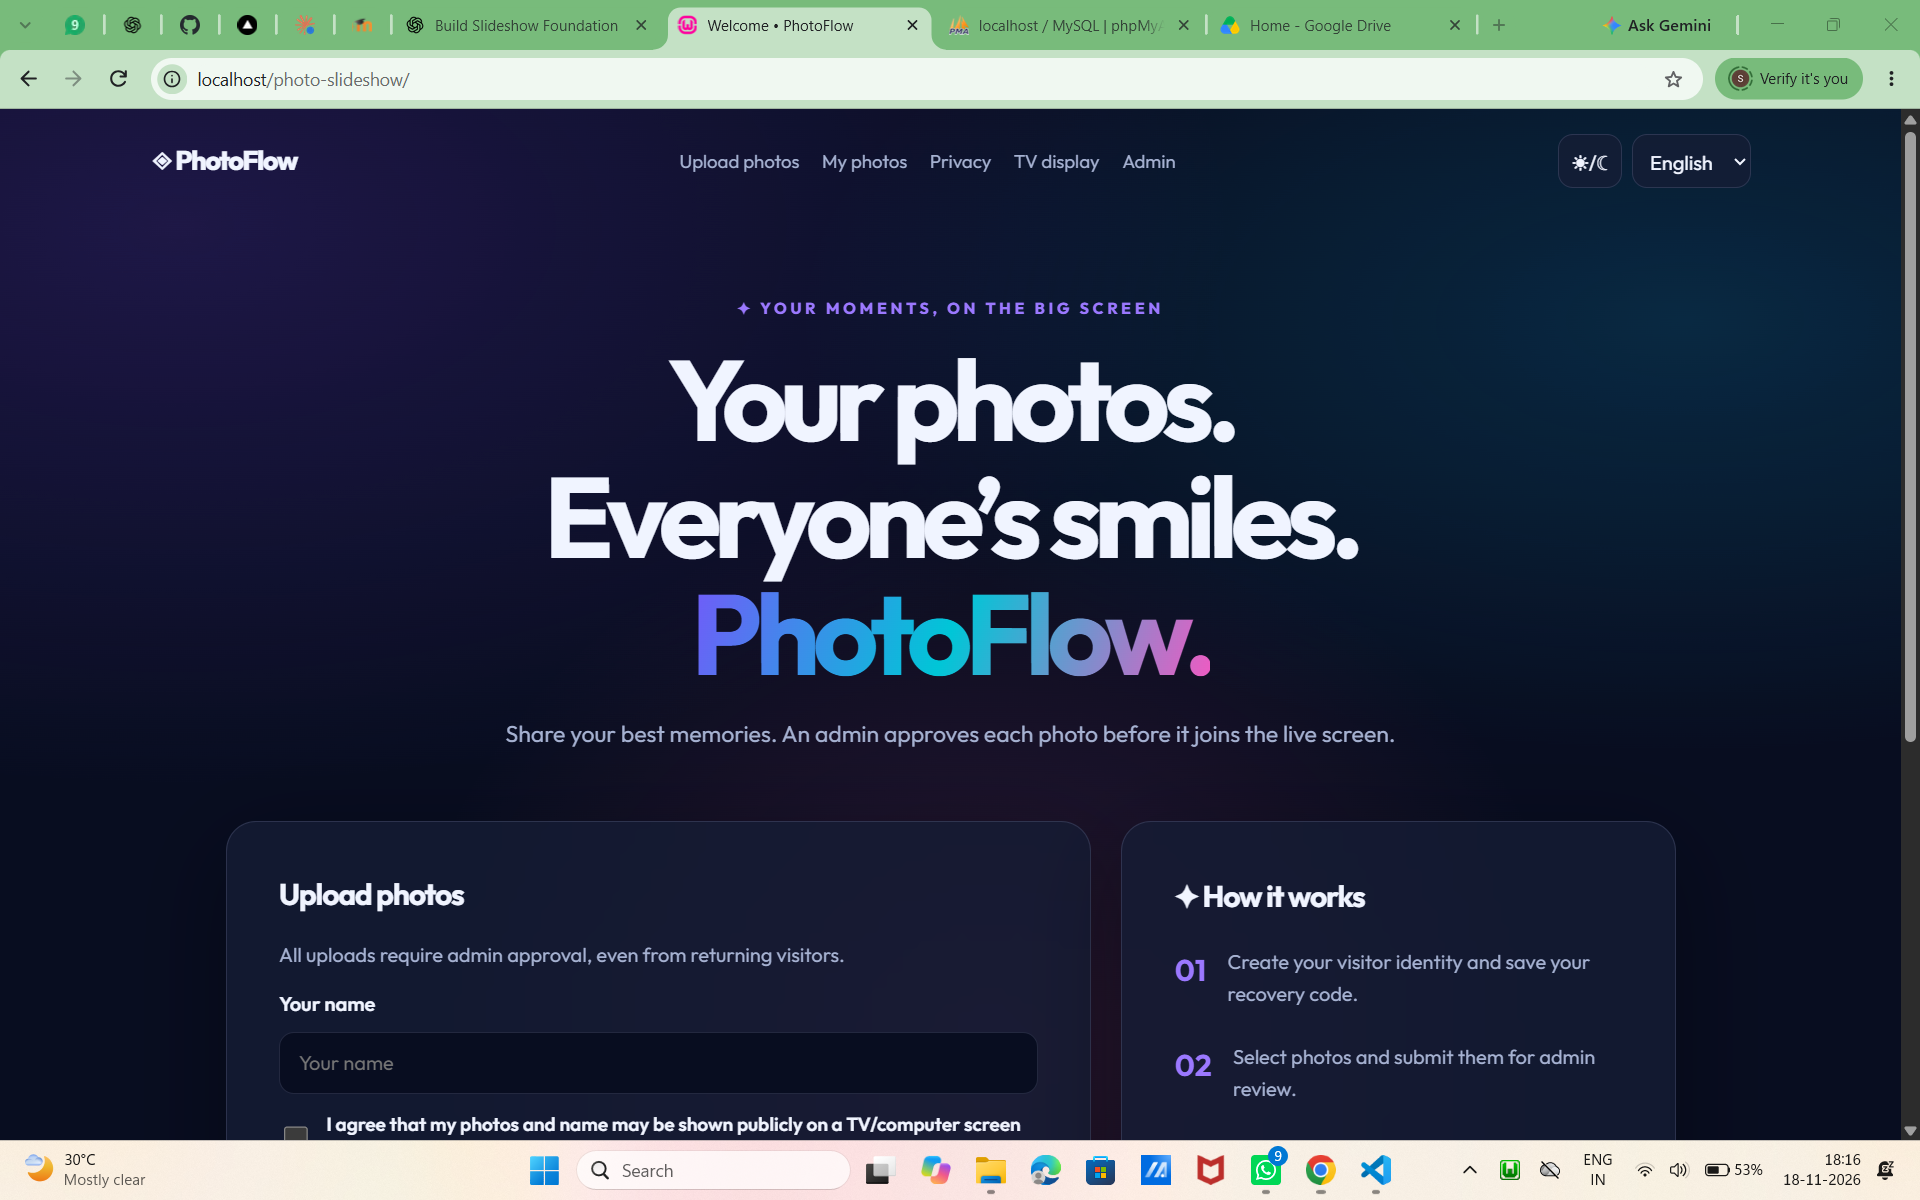 9
Build Slideshow Foundation
Welcome • PhotoFlow
localhost / MySQL | phpMyA
Home - Google Drive
Ask Gemini
localhost/photo-slideshow/
S
Verify it's you
PhotoFlow
Upload photos
My photos
Privacy
TV display
Admin
☀/☾
English
✦ YOUR MOMENTS, ON THE BIG SCREEN
Your photos.
Everyone’s smiles.
PhotoFlow.
Share your best memories. An admin approves each photo before it joins the live screen.
Upload photos
All uploads require admin approval, even from returning visitors.
Your name
Your name
I agree that my photos and name may be shown publicly on a TV/computer screen
✦ How it works
01
Create your visitor identity and save your
recovery code.
02
Select photos and submit them for admin
review.
30°C
Mostly clear
Search
9
ENG
IN
53%
18:16
18-11-2026